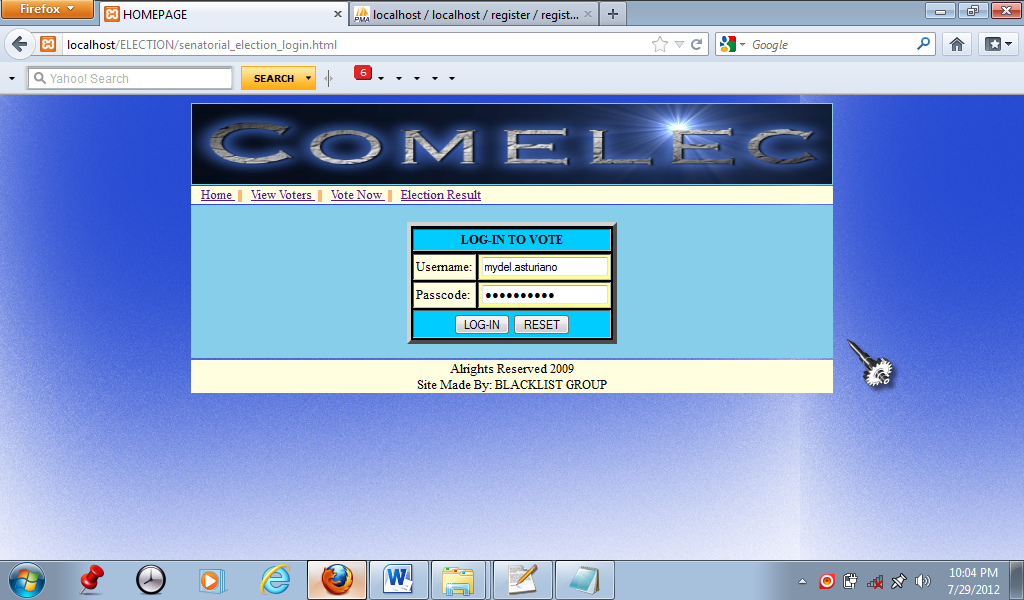 Firefox
HOMEPAGE
localhost / localhost / register / regist...
localhost/ELECTION/senatorial_election_login.html
Google
Yahoo! Search
SEARCH
6
COMELEC
Home
View Voters
Vote Now
Election Result
LOG-IN TO VOTE
Username: mydel.asturiano
Passcode: ••••••••••
LOG-IN RESET
Alrights Reserved 2009
Site Made By: BLACKLIST GROUP
10:04 PM
7/29/2012